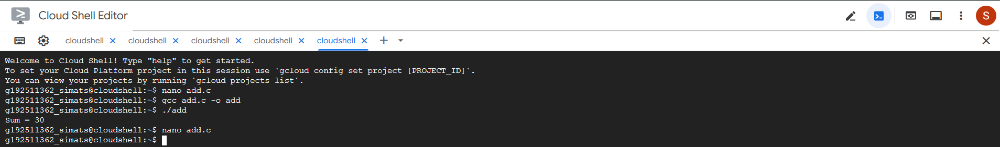 Cloud Shell Editor
S
cloudshell cloudshell cloudshell cloudshell cloudshell
Welcome to Cloud Shell! Type "help" to get started.
To set your Cloud Platform project in this session use `gcloud config set project [PROJECT_ID]`.
You can view your projects by running `gcloud projects list`.
g192511362_simats@cloudshell:~$ nano add.c
g192511362_simats@cloudshell:~$ gcc add.c -o add
g192511362_simats@cloudshell:~$ ./add
Sum = 30
g192511362_simats@cloudshell:~$ nano add.c
g192511362_simats@cloudshell:~$